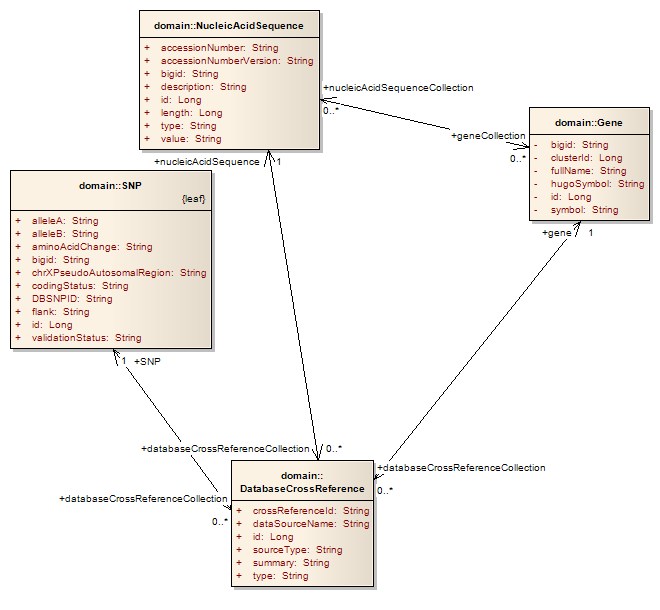 domain::NucleicAcidSequence
+ accessionNumber: String
+ accessionNumberVersion: String
+ bigid: String
+ description: String
+ id: Long
+ length: Long
+ type: String
+ value: String
+nucleicAcidSequenceCollection
0..*
+geneCollection
0..*
domain::Gene
- bigid: String
- clusterId: Long
- fullName: String
- hugoSymbol: String
- id: Long
- symbol: String
+nucleicAcidSequence
1
domain::SNP
{leaf}
+ alleleA: String
+ alleleB: String
+ aminoAcidChange: String
+ bigid: String
+ chrXPseudoAutosomalRegion: String
+ codingStatus: String
+ DBSNPID: String
+ flank: String
+ id: Long
+ validationStatus: String
+gene 1
1 +SNP
+databaseCrossReferenceCollection 0..*
+databaseCrossReferenceCollection
0..*
+databaseCrossReferenceCollection
0..*
domain::
DatabaseCrossReference
+ crossReferenceId: String
+ dataSourceName: String
+ id: Long
+ sourceType: String
+ summary: String
+ type: String